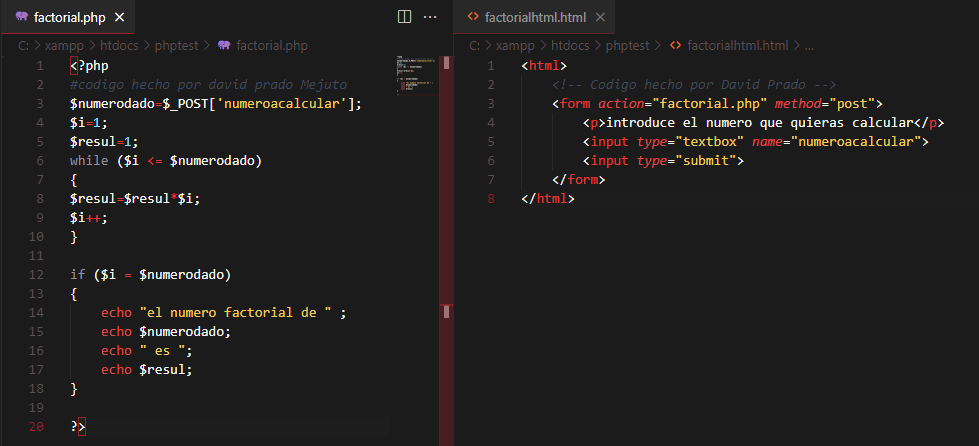 factorial.php
C: > xampp > htdocs > phptest > factorial.php
1 <?php
2 #codigo hecho por david prado Mejuto
3 $numerodado=$_POST['numeroacalcular'];
4 $i=1;
5 $resul=1;
6 while ($i <= $numerodado)
7 {
8 $resul=$resul*$i;
9 $i++;
10 }
11
12 if ($i = $numerodado)
13 {
14     echo "el numero factorial de " ;
15     echo $numerodado;
16     echo " es ";
17     echo $resul;
18 }
19
20 ?>
factorialhtml.html
C: > xampp > htdocs > phptest > factorialhtml.html > ...
1 <html>
2     <!-- Codigo hecho por David Prado -->
3     <form action="factorial.php" method="post">
4         <p>introduce el numero que quieras calcular</p>
5         <input type="textbox" name="numeroacalcular">
6         <input type="submit">
7     </form>
8 </html>